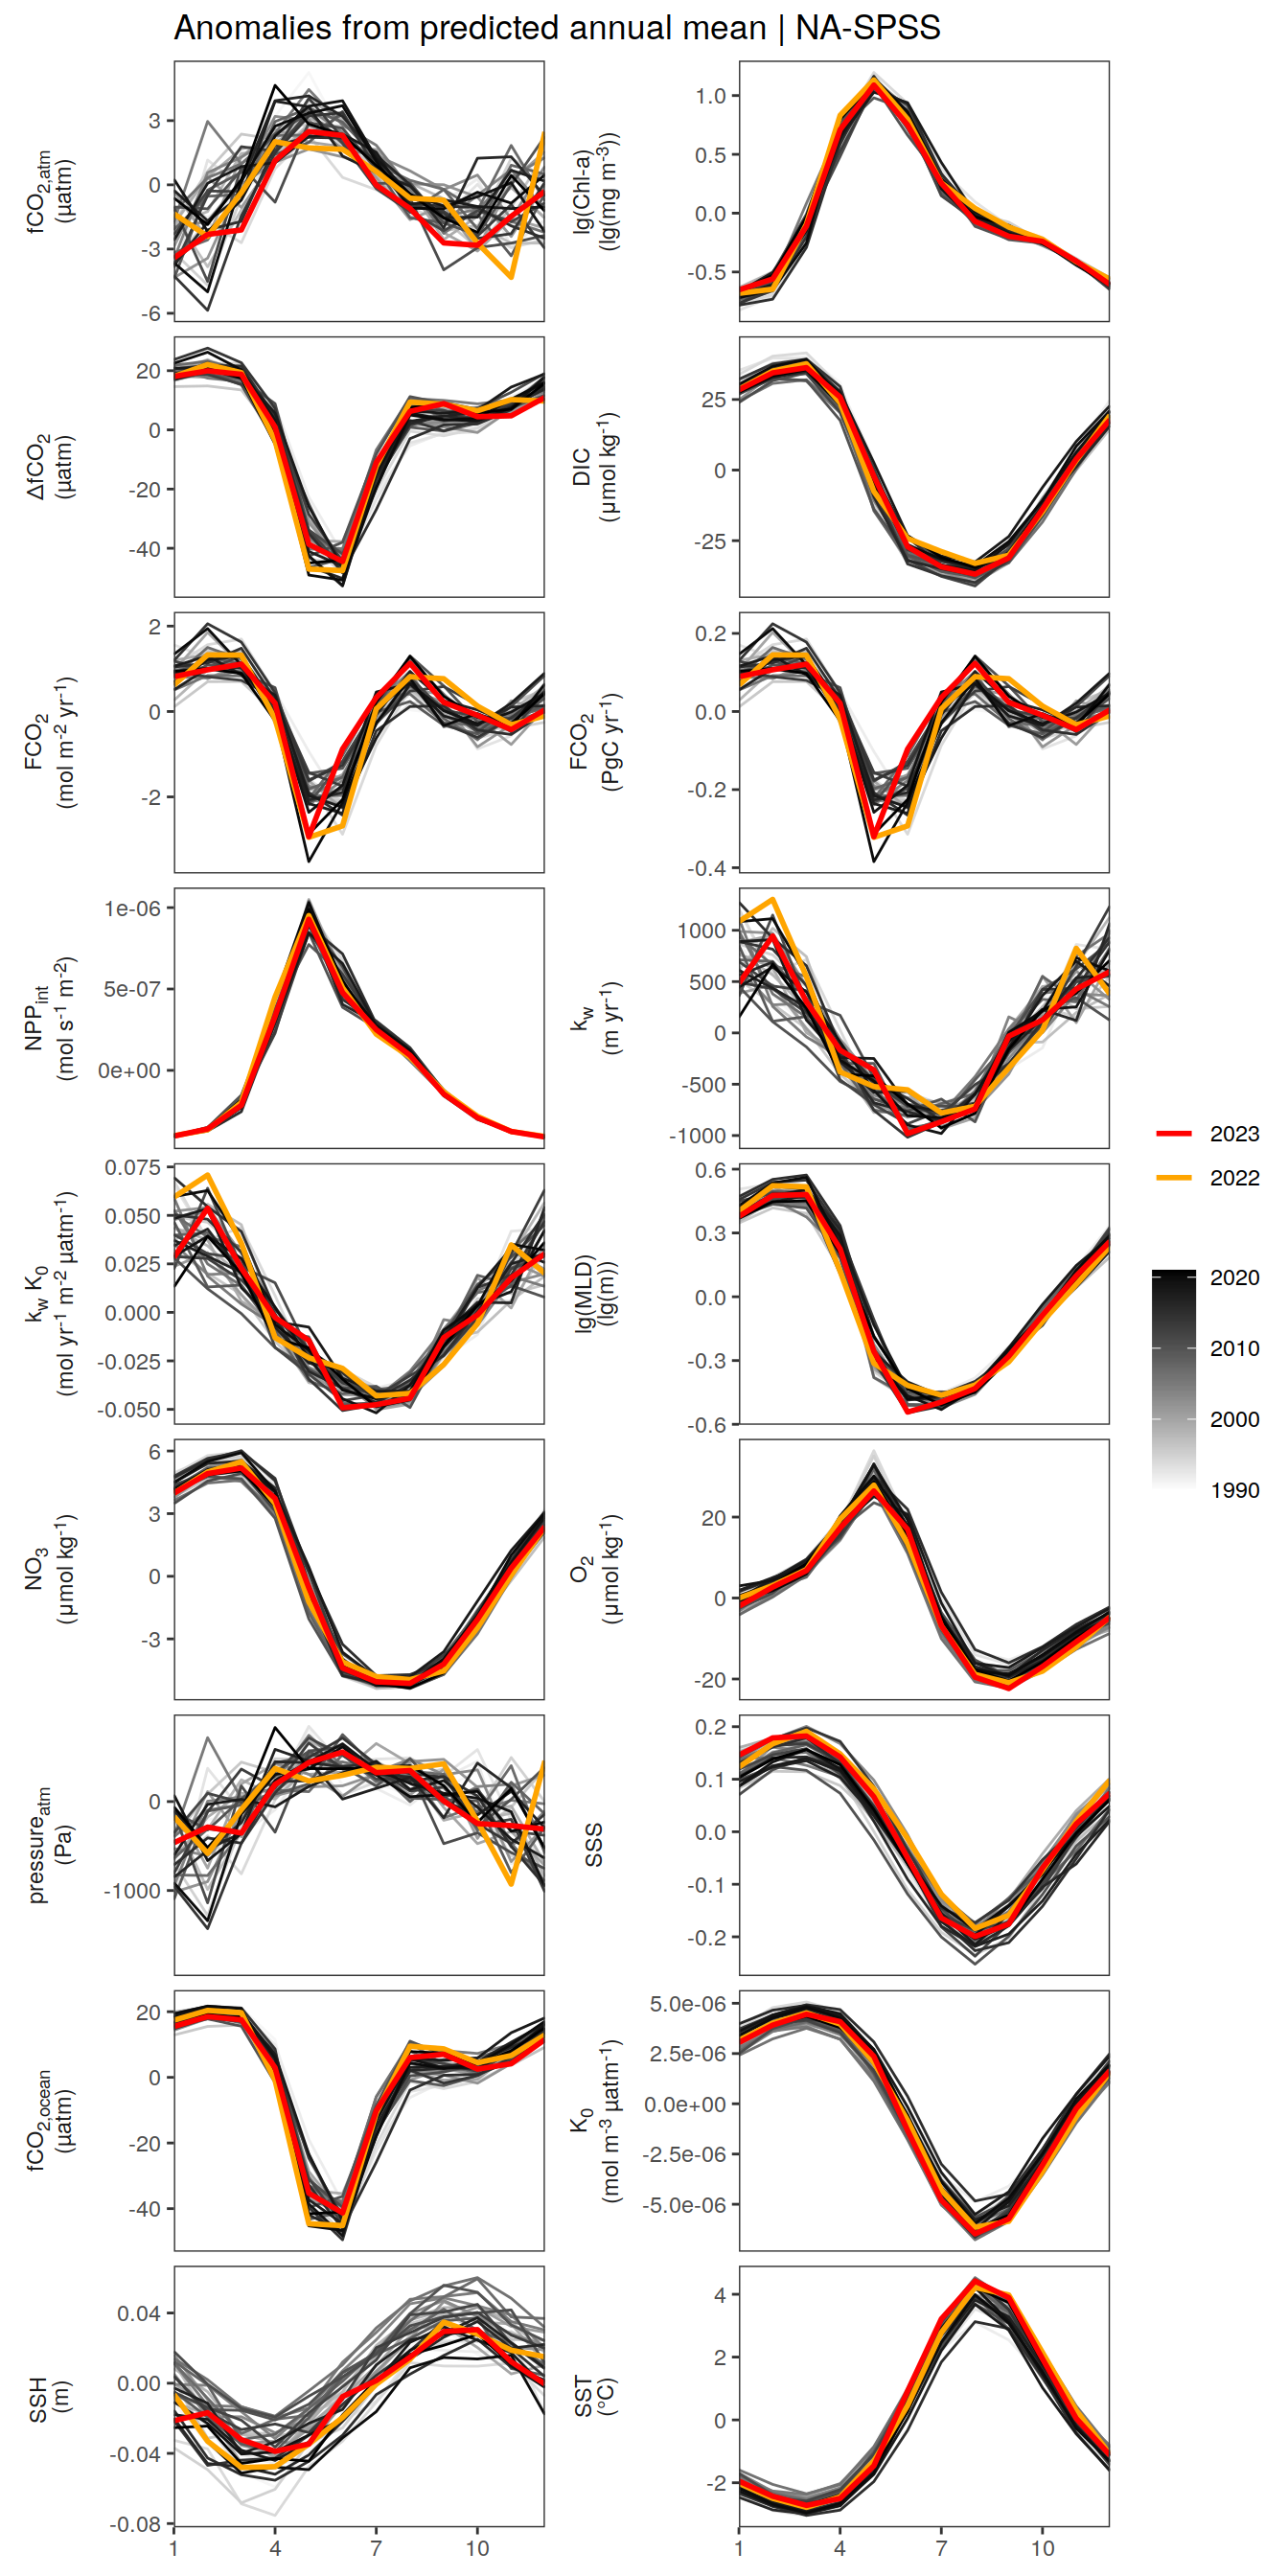 Anomalies from predicted annual mean | NA-SPSS
fCO2,atm
(µatm)
3
0
-3
-6
lg(Chl-a)
(lg(mg m-3))
1.0
0.5
0.0
-0.5
ΔfCO2
(µatm)
20
0
-20
-40
DIC
(µmol kg-1)
25
0
-25
FCO2
(mol m-2 yr-1)
2
0
-2
FCO2
(PgC yr-1)
0.2
0.0
-0.2
-0.4
NPPint
(mol s-1 m-2)
1e-06
5e-07
0e+00
kw
(m yr-1)
1000
500
0
-500
-1000
kw K0
(mol yr-1 m-2 µatm-1)
0.075
0.050
0.025
0.000
-0.025
-0.050
lg(MLD)
(lg(m))
0.6
0.3
0.0
-0.3
-0.6
NO3
(µmol kg-1)
6
3
0
-3
O2
(µmol kg-1)
20
0
-20
pressureatm
(Pa)
0
-1000
SSS
0.2
0.1
0.0
-0.1
-0.2
fCO2,ocean
(µatm)
20
0
-20
-40
K0
(mol m-3 µatm-1)
5.0e-06
2.5e-06
0.0e+00
-2.5e-06
-5.0e-06
SSH
(m)
0.04
0.00
-0.04
-0.08
1 4 7 10
SST
(°C)
4
2
0
-2
1 4 7 10
2023
2022
2020
2010
2000
1990